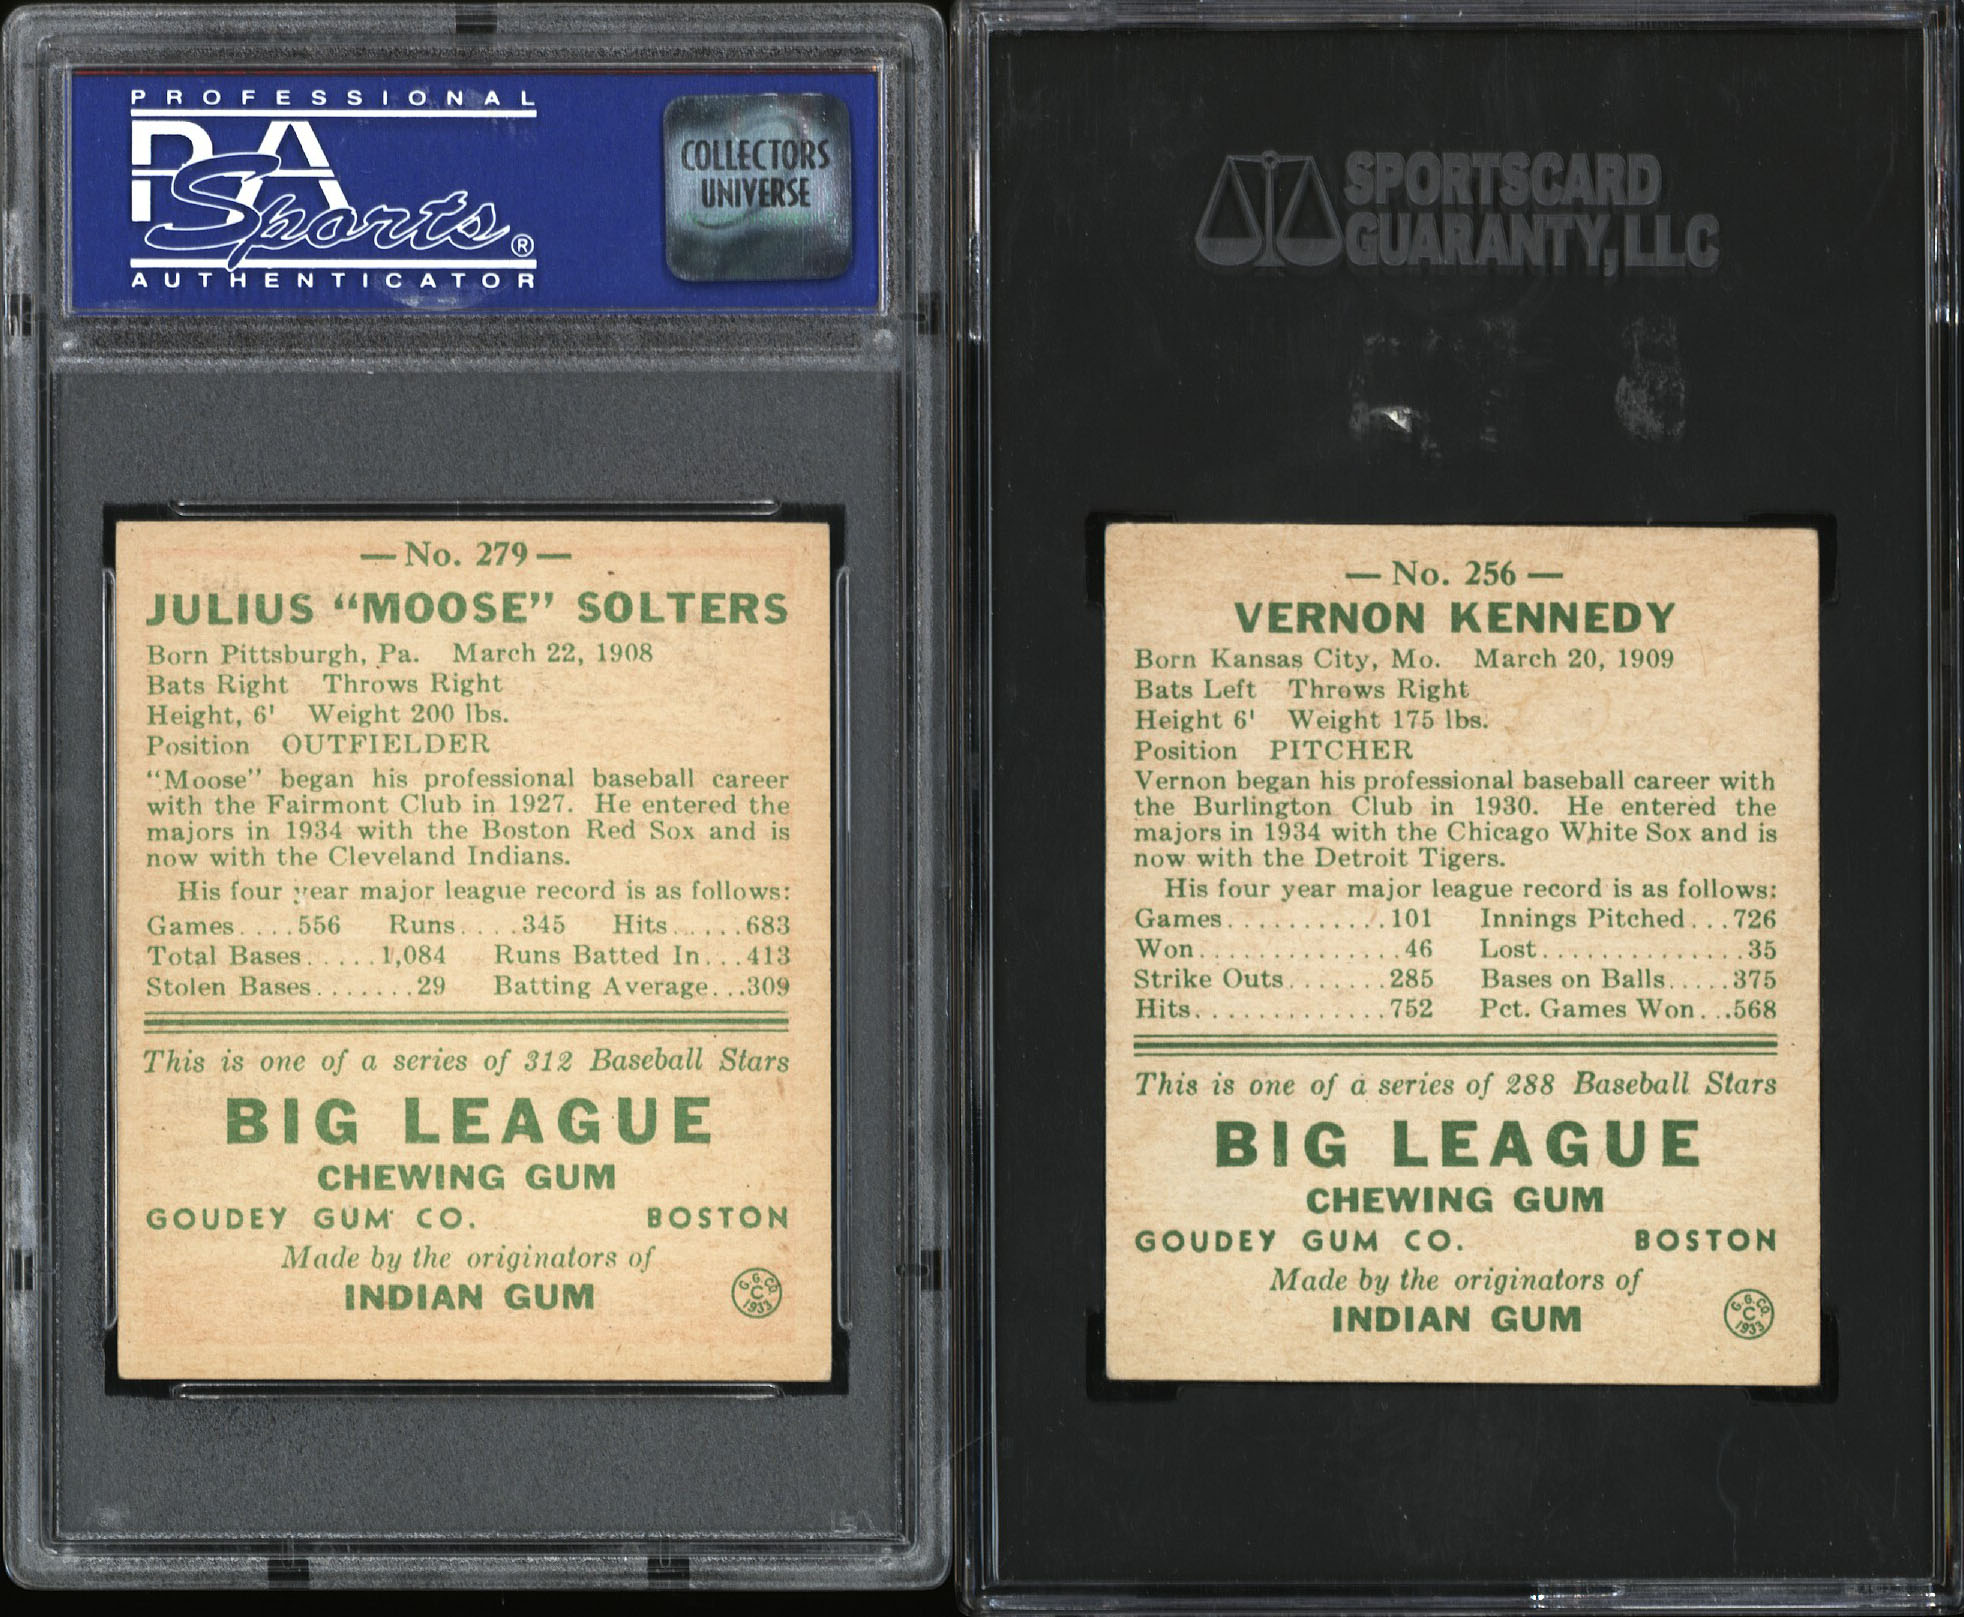 PROFESSIONAL
PSA
Sports®
AUTHENTICATOR
COLLECTORS
UNIVERSE
— No. 279 —
JULIUS “MOOSE” SOLTERS
Born Pittsburgh, Pa. March 22, 1908
Bats Right Throws Right
Height, 6' Weight 200 lbs.
Position OUTFIELDER
“Moose” began his professional baseball career
with the Fairmont Club in 1927. He entered the
majors in 1934 with the Boston Red Sox and is
now with the Cleveland Indians.
His four year major league record is as follows:
Games....556 Runs....345 Hits......683
Total Bases.....1,084 Runs Batted In...413
Stolen Bases.......29 Batting Average...309
This is one of a series of 312 Baseball Stars
BIG LEAGUE
CHEWING GUM
GOUDEY GUM CO. BOSTON
Made by the originators of
INDIAN GUM
G. G. CO.
C
1933
SPORTSCARD
GUARANTY, LLC
— No. 256 —
VERNON KENNEDY
Born Kansas City, Mo. March 20, 1909
Bats Left Throws Right
Height 6' Weight 175 lbs.
Position PITCHER
Vernon began his professional baseball career with
the Burlington Club in 1930. He entered the
majors in 1934 with the Chicago White Sox and is
now with the Detroit Tigers.
His four year major league record is as follows:
Games...........101 Innings Pitched...726
Won..............46 Lost..............35
Strike Outs.......285 Bases on Balls.....375
Hits.............752 Pct. Games Won...568
This is one of a series of 288 Baseball Stars
BIG LEAGUE
CHEWING GUM
GOUDEY GUM CO. BOSTON
Made by the originators of
INDIAN GUM
G. G. CO.
C
1933